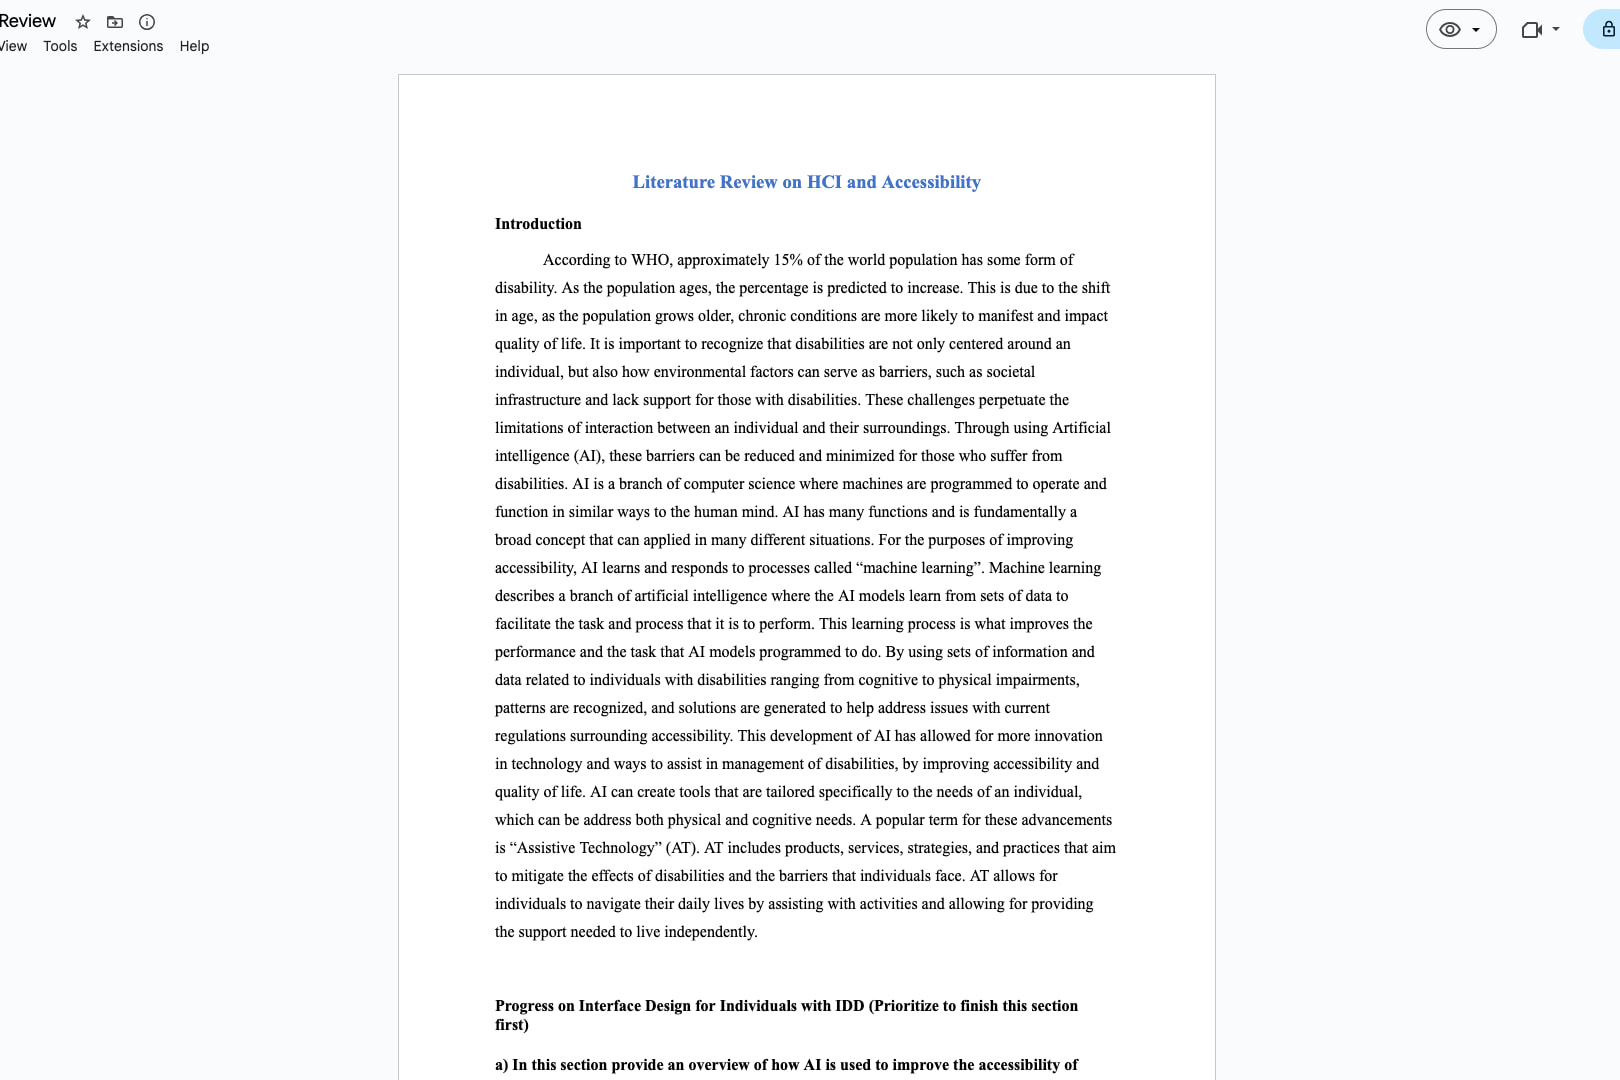 Review
View Tools Extensions Help
Literature Review on HCI and Accessibility
Introduction
According to WHO, approximately 15% of the world population has some form of
disability. As the population ages, the percentage is predicted to increase. This is due to the shift
in age, as the population grows older, chronic conditions are more likely to manifest and impact
quality of life. It is important to recognize that disabilities are not only centered around an
individual, but also how environmental factors can serve as barriers, such as societal
infrastructure and lack support for those with disabilities. These challenges perpetuate the
limitations of interaction between an individual and their surroundings. Through using Artificial
intelligence (AI), these barriers can be reduced and minimized for those who suffer from
disabilities. AI is a branch of computer science where machines are programmed to operate and
function in similar ways to the human mind. AI has many functions and is fundamentally a
broad concept that can applied in many different situations. For the purposes of improving
accessibility, AI learns and responds to processes called “machine learning”. Machine learning
describes a branch of artificial intelligence where the AI models learn from sets of data to
facilitate the task and process that it is to perform. This learning process is what improves the
performance and the task that AI models programmed to do. By using sets of information and
data related to individuals with disabilities ranging from cognitive to physical impairments,
patterns are recognized, and solutions are generated to help address issues with current
regulations surrounding accessibility. This development of AI has allowed for more innovation
in technology and ways to assist in management of disabilities, by improving accessibility and
quality of life. AI can create tools that are tailored specifically to the needs of an individual,
which can be address both physical and cognitive needs. A popular term for these advancements
is “Assistive Technology” (AT). AT includes products, services, strategies, and practices that aim
to mitigate the effects of disabilities and the barriers that individuals face. AT allows for
individuals to navigate their daily lives by assisting with activities and allowing for providing
the support needed to live independently.
Progress on Interface Design for Individuals with IDD (Prioritize to finish this section
first)
a) In this section provide an overview of how AI is used to improve the accessibility of